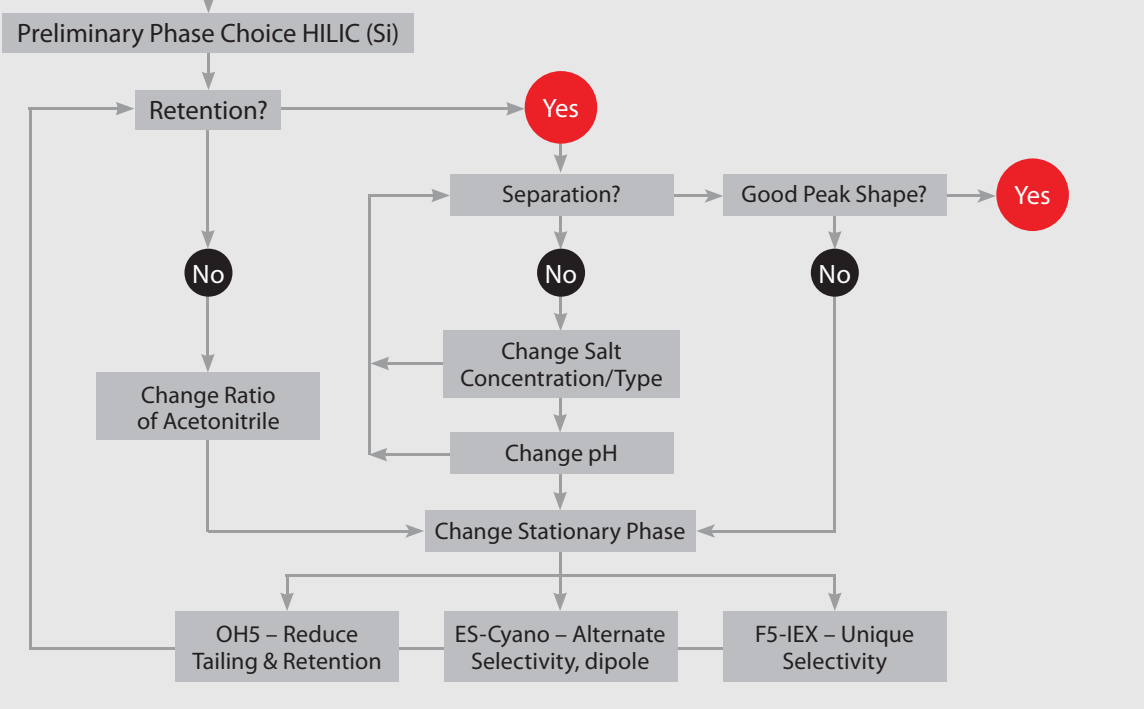 Preliminary Phase Choice HILIC (Si)
Retention?
Yes
Separation?
Good Peak Shape?
Yes
No
No
No
Change Salt
Concentration/Type
Change Ratio
of Acetonitrile
Change pH
Change Stationary Phase
OH5 – Reduce
Tailing & Retention
ES-Cyano – Alternate
Selectivity, dipole
F5-IEX – Unique
Selectivity